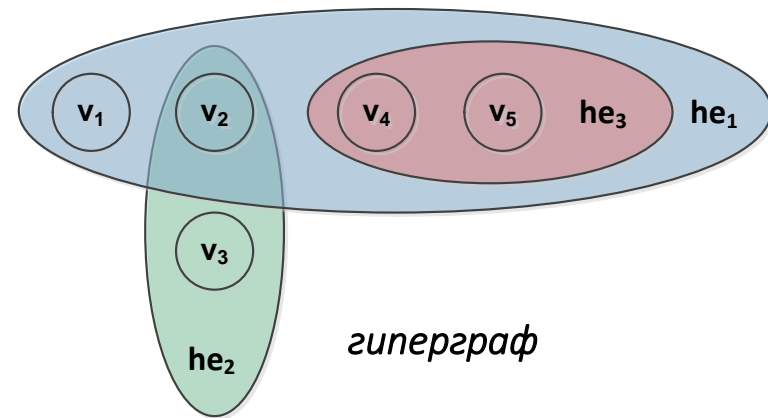 v₁ v₂ v₄ v₅ he₃ he₁
v₃
гиперграф
he₂